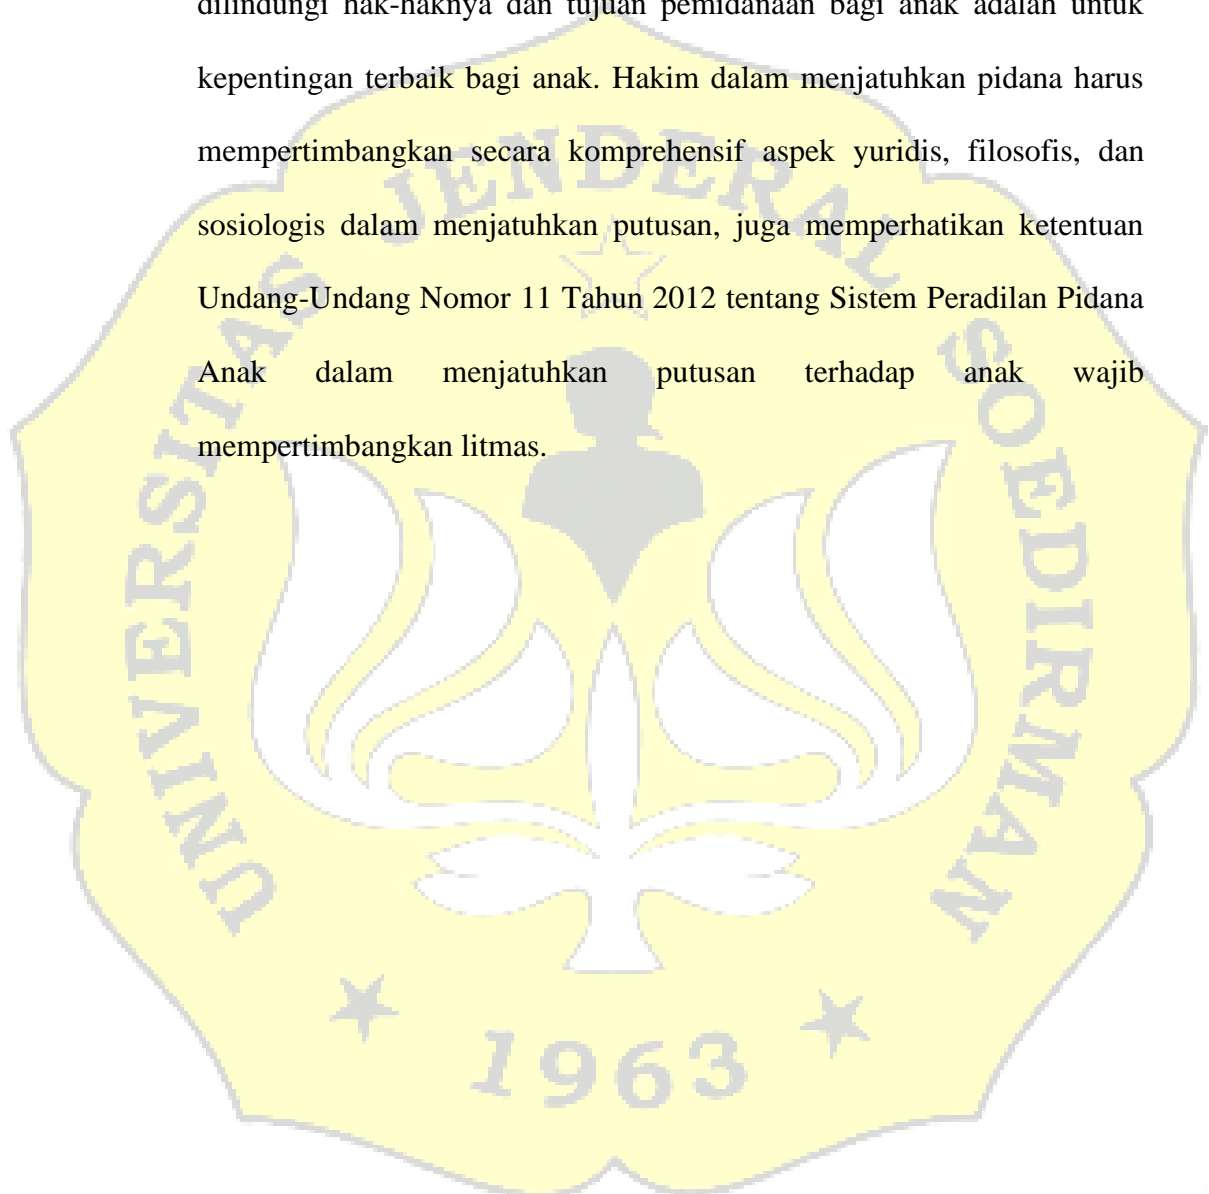 dilindungi hak-haknya dan tujuan pemidanaan bagi anak adalah untuk
kepentingan terbaik bagi anak. Hakim dalam menjatuhkan pidana harus
mempertimbangkan secara komprehensif aspek yuridis, filosofis, dan
sosiologis dalam menjatuhkan putusan, juga memperhatikan ketentuan
Undang-Undang Nomor 11 Tahun 2012 tentang Sistem Peradilan Pidana
Anak dalam menjatuhkan putusan terhadap anak wajib
mempertimbangkan litmas.
UNIVERSITAS JENDERAL SOEDIRMAN
1963